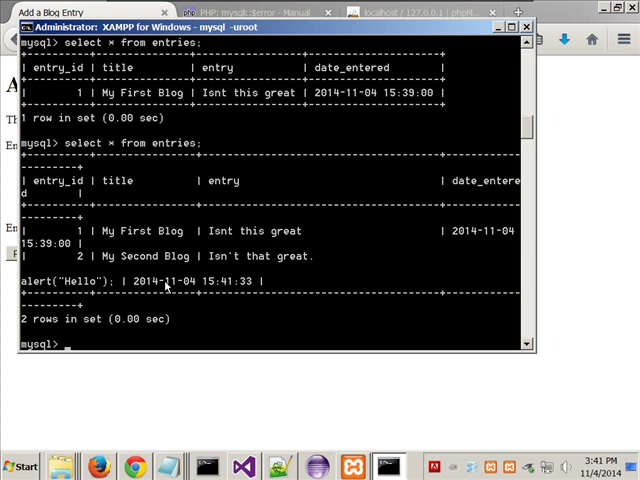 Add a Blog Entry
PHP: mysqli::$error - Manual
localhost / 127.0.0.1 | phpM...
Administrator: XAMPP for Windows - mysql -uroot
mysql> select * from entries;
| entry_id | title | entry | date_entered |
| 1 | My First Blog | Isnt this great | 2014-11-04 15:39:00 |
1 row in set (0.00 sec)
mysql> select * from entries;
| entry_id | title | entry | date_entere
d |
| 1 | My First Blog | Isnt this great | 2014-11-04
15:39:00 |
| 2 | My Second Blog | Isn't that great.
alert("Hello"); | 2014-11-04 15:41:33 |
2 rows in set (0.00 sec)
mysql>
A
Th
En
Start
3:41 PM
11/4/2014